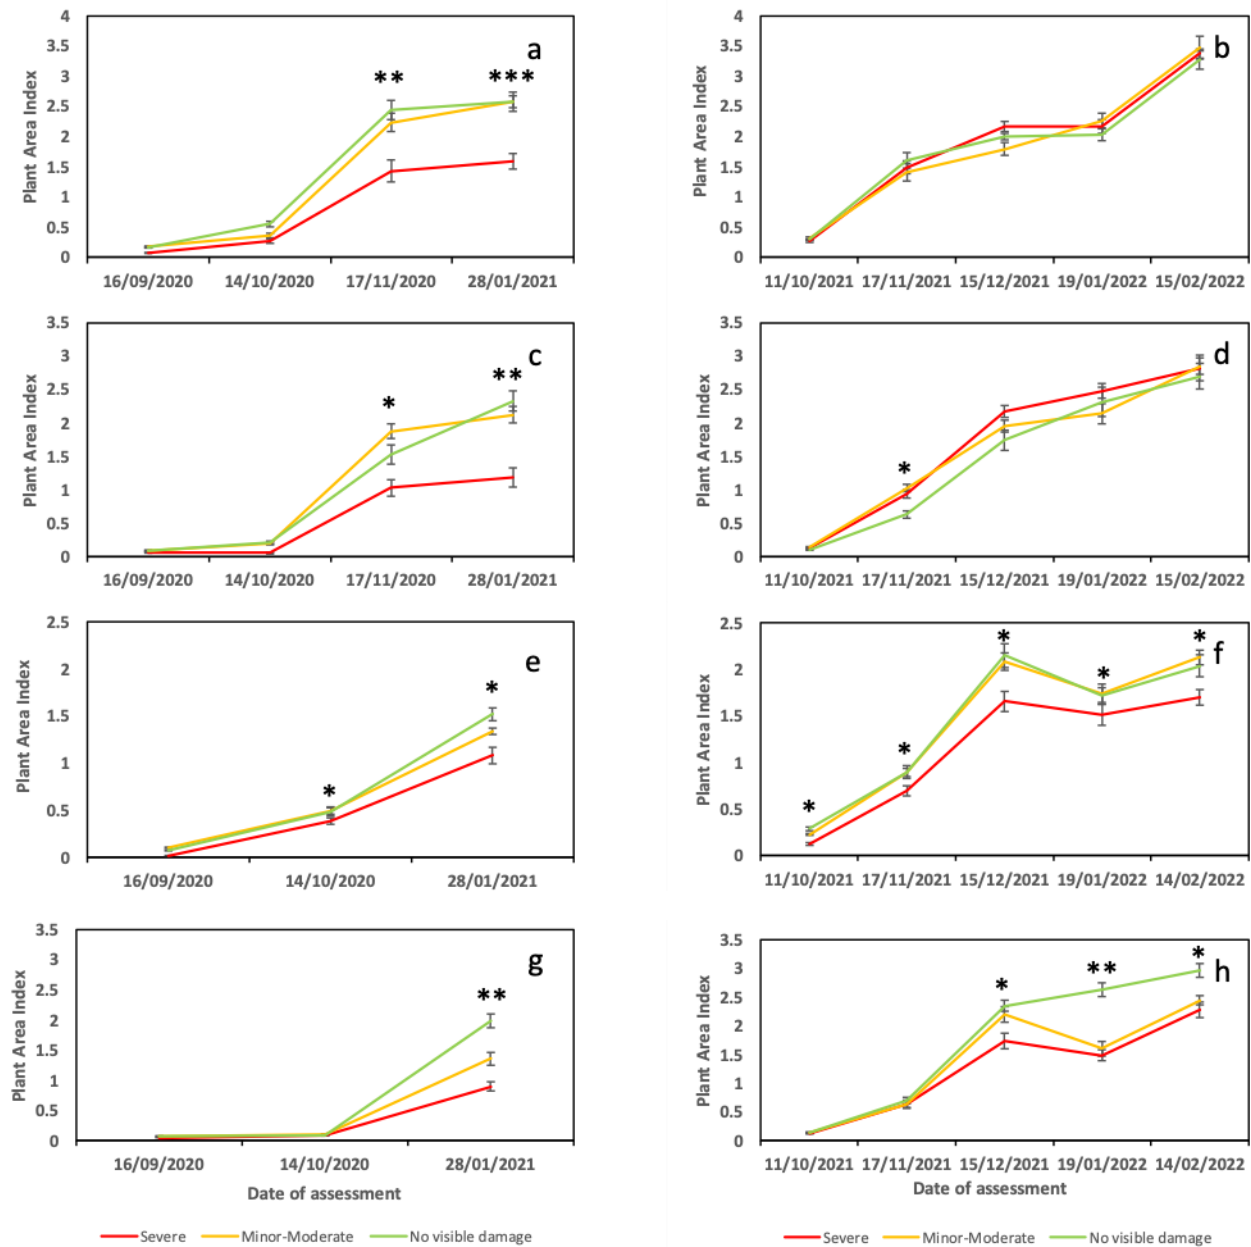 4
3.5
3
2.5
2
1.5
1
0.5
0
Plant Area Index
a
**
***
16/09/2020 14/10/2020 17/11/2020 28/01/2021
4
3.5
3
2.5
2
1.5
1
0.5
0
Plant Area Index
b
11/10/2021 17/11/2021 15/12/2021 19/01/2022 15/02/2022
3.5
3
2.5
2
1.5
1
0.5
0
Plant Area Index
c
*
**
16/09/2020 14/10/2020 17/11/2020 28/01/2021
3.5
3
2.5
2
1.5
1
0.5
0
Plant Area Index
d
*
11/10/2021 17/11/2021 15/12/2021 19/01/2022 15/02/2022
2.5
2
1.5
1
0.5
0
Plant Area Index
e
*
*
16/09/2020 14/10/2020 28/01/2021
2.5
2
1.5
1
0.5
0
Plant Area Index
f
*
*
*
*
*
11/10/2021 17/11/2021 15/12/2021 19/01/2022 14/02/2022
3.5
3
2.5
2
1.5
1
0.5
0
Plant Area Index
g
**
16/09/2020 14/10/2020 28/01/2021
Date of assessment
3.5
3
2.5
2
1.5
1
0.5
0
Plant Area Index
h
*
**
*
11/10/2021 17/11/2021 15/12/2021 19/01/2022 14/02/2022
Date of assessment
Severe Minor-Moderate No visible damage
Severe Minor-Moderate No visible damage